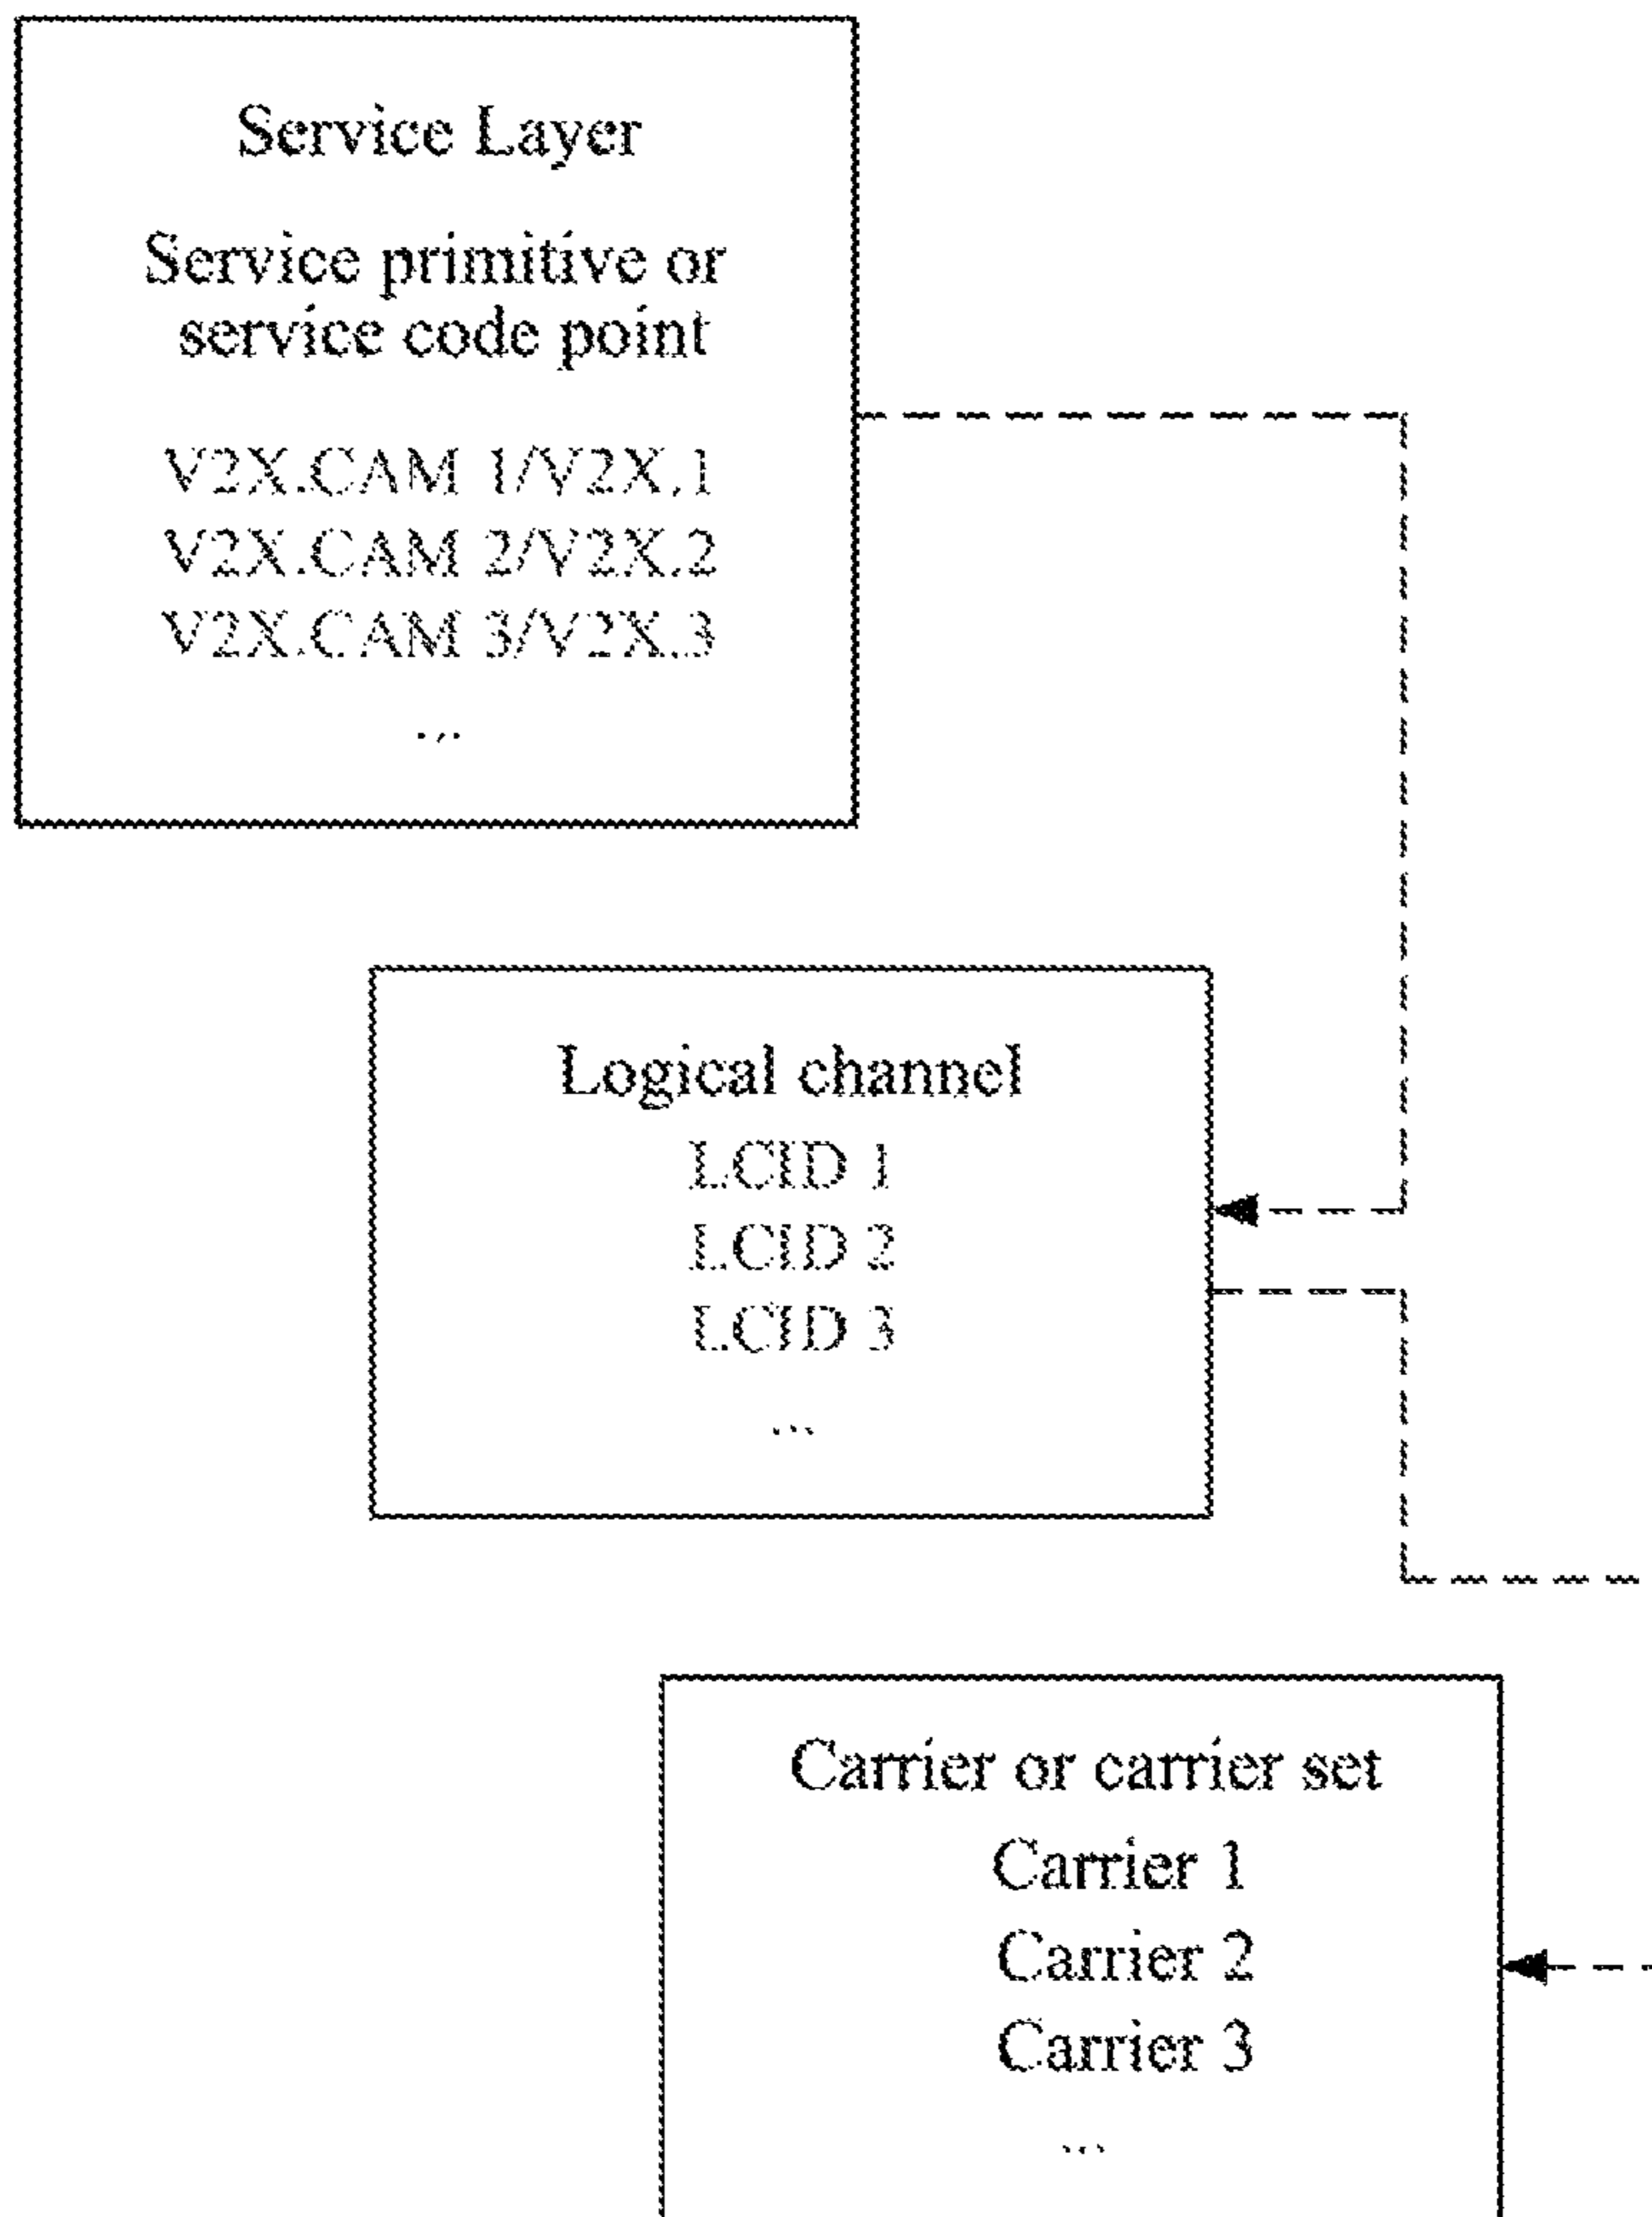 Service Layer
Service primitive or
service code point
V2X.CAM 1/V2X.1
V2X.CAM 2/V2X.2
V2X.CAM 3/V2X.3
...
Logical channel
LCID 1
LCID 2
LCID 3
...
Carrier or carrier set
Carrier 1
Carrier 2
Carrier 3
...